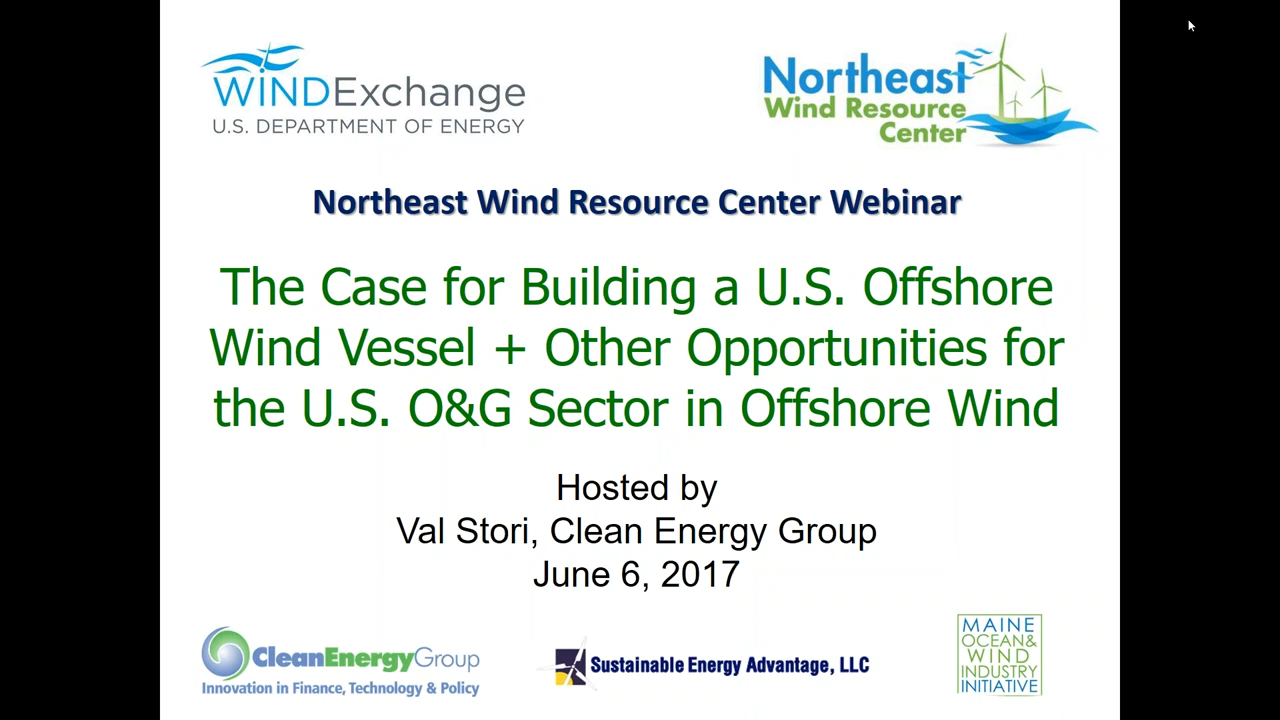 WINDExchange
U.S. DEPARTMENT OF ENERGY
Northeast
Wind Resource
Center
Northeast Wind Resource Center Webinar
The Case for Building a U.S. Offshore
Wind Vessel + Other Opportunities for
the U.S. O&G Sector in Offshore Wind
Hosted by
Val Stori, Clean Energy Group
June 6, 2017
CleanEnergyGroup
Innovation in Finance, Technology & Policy
Sustainable Energy Advantage, LLC
MAINE
OCEAN&
WIND
INDUSTRY
INITIATIVE